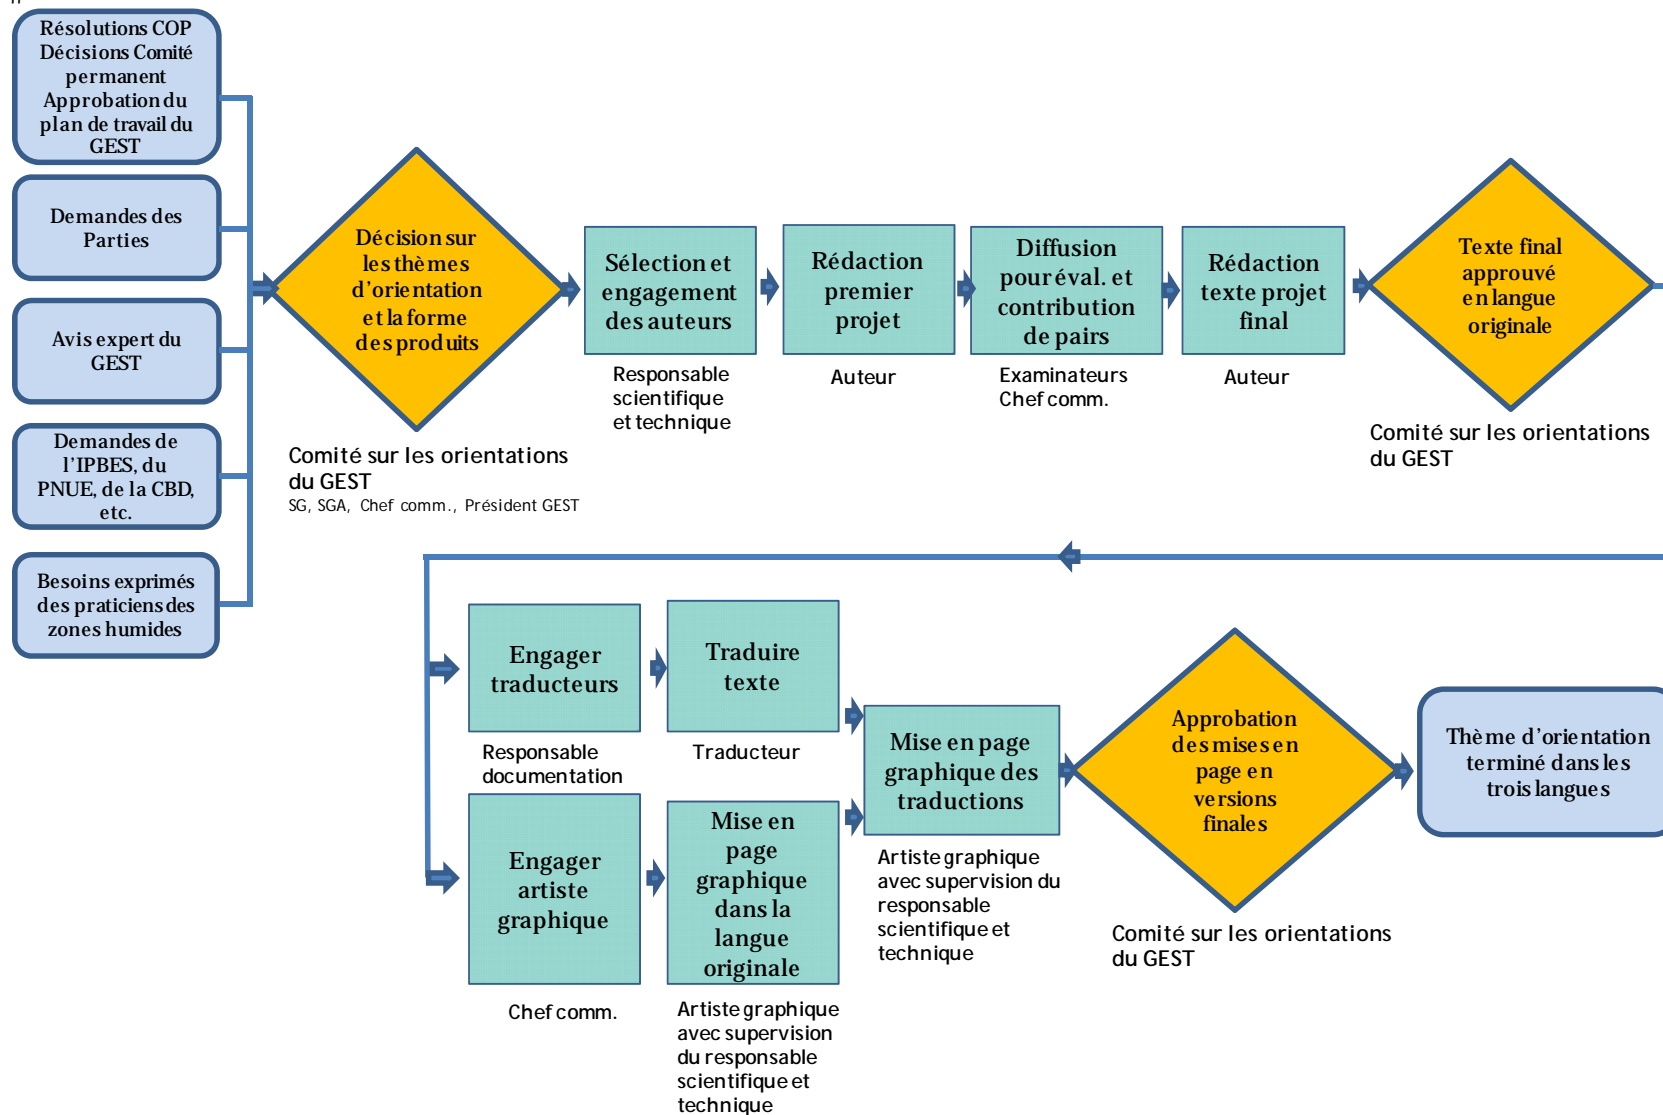 Résolutions COP
Décisions Comité
permanent
Approbation du
plan de travail du
GEST
Demandes des
Parties
Avis expert du
GEST
Demandes de
l'IPBES, du
PNUE, de la CBD,
etc.
Besoins exprimés
des praticiens des
zones humides
Décision sur
les thèmes
d'orientation
et la forme
des produits
Comité sur les orientations
du GEST
SG, SGA, Chef comm., Président GEST
Sélection et
engagement
des auteurs
Responsable
scientifique
et technique
Rédaction
premier
projet
Auteur
Diffusion
pour éval. et
contribution
de pairs
Examinateurs
Chef comm.
Rédaction
texte projet
final
Auteur
Texte final
approuvé
en langue
originale
Comité sur les orientations
du GEST
Engager
traducteurs
Responsable
documentation
Traduire
texte
Traducteur
Engager
artiste
graphique
Chef comm.
Mise en
page
graphique
dans la
langue
originale
Artiste graphique
avec supervision
du responsable
scientifique et
technique
Mise en page
graphique des
traductions
Artiste graphique
avec supervision du
responsable
scientifique et
technique
Approbation
des mises en
page en
versions
finales
Comité sur les orientations
du GEST
Thème d'orientation
terminé dans les
trois langues